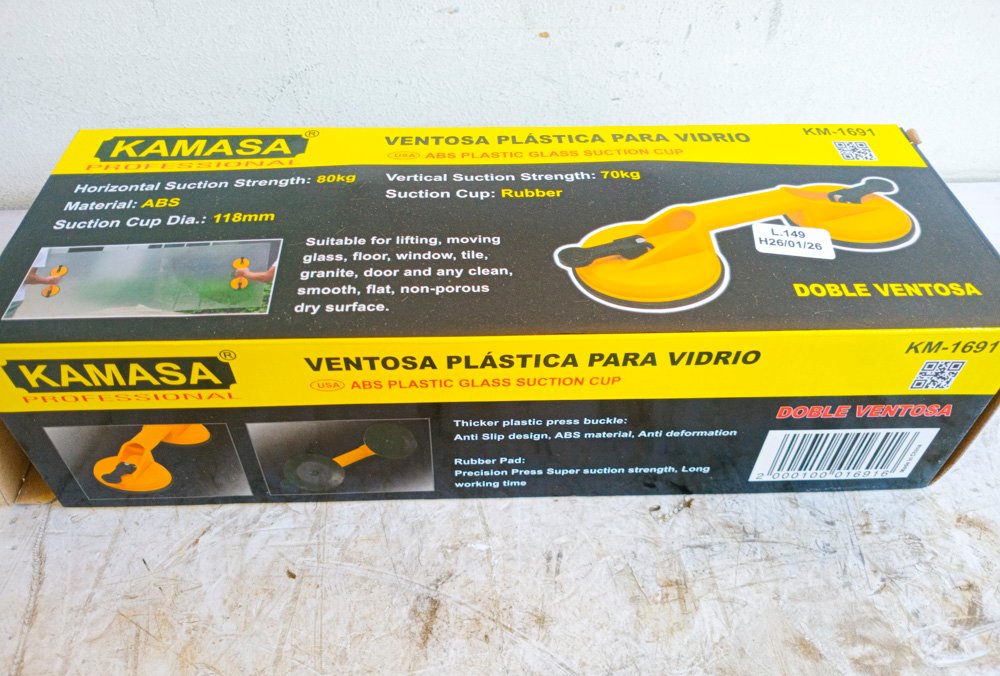 KAMASA®
PROFESSIONAL
VENTOSA PLÁSTICA PARA VIDRIO
USA ABS PLASTIC GLASS SUCTION CUP
KM-1691
Horizontal Suction Strength: 80kg
Material: ABS
Suction Cup Dia.: 118mm
Vertical Suction Strength: 70kg
Suction Cup: Rubber
Suitable for lifting, moving
glass, floor, window, tile,
granite, door and any clean,
smooth, flat, non-porous
dry surface.
L.149
H26/01/26
DOBLE VENTOSA
KAMASA®
PROFESSIONAL
VENTOSA PLÁSTICA PARA VIDRIO
USA ABS PLASTIC GLASS SUCTION CUP
KM-1691
Thicker plastic press buckle:
Anti Slip design, ABS material, Anti deformation
Rubber Pad:
Precision Press Super suction strength, Long
working time
DOBLE VENTOSA
2 000100 016916
Made in China